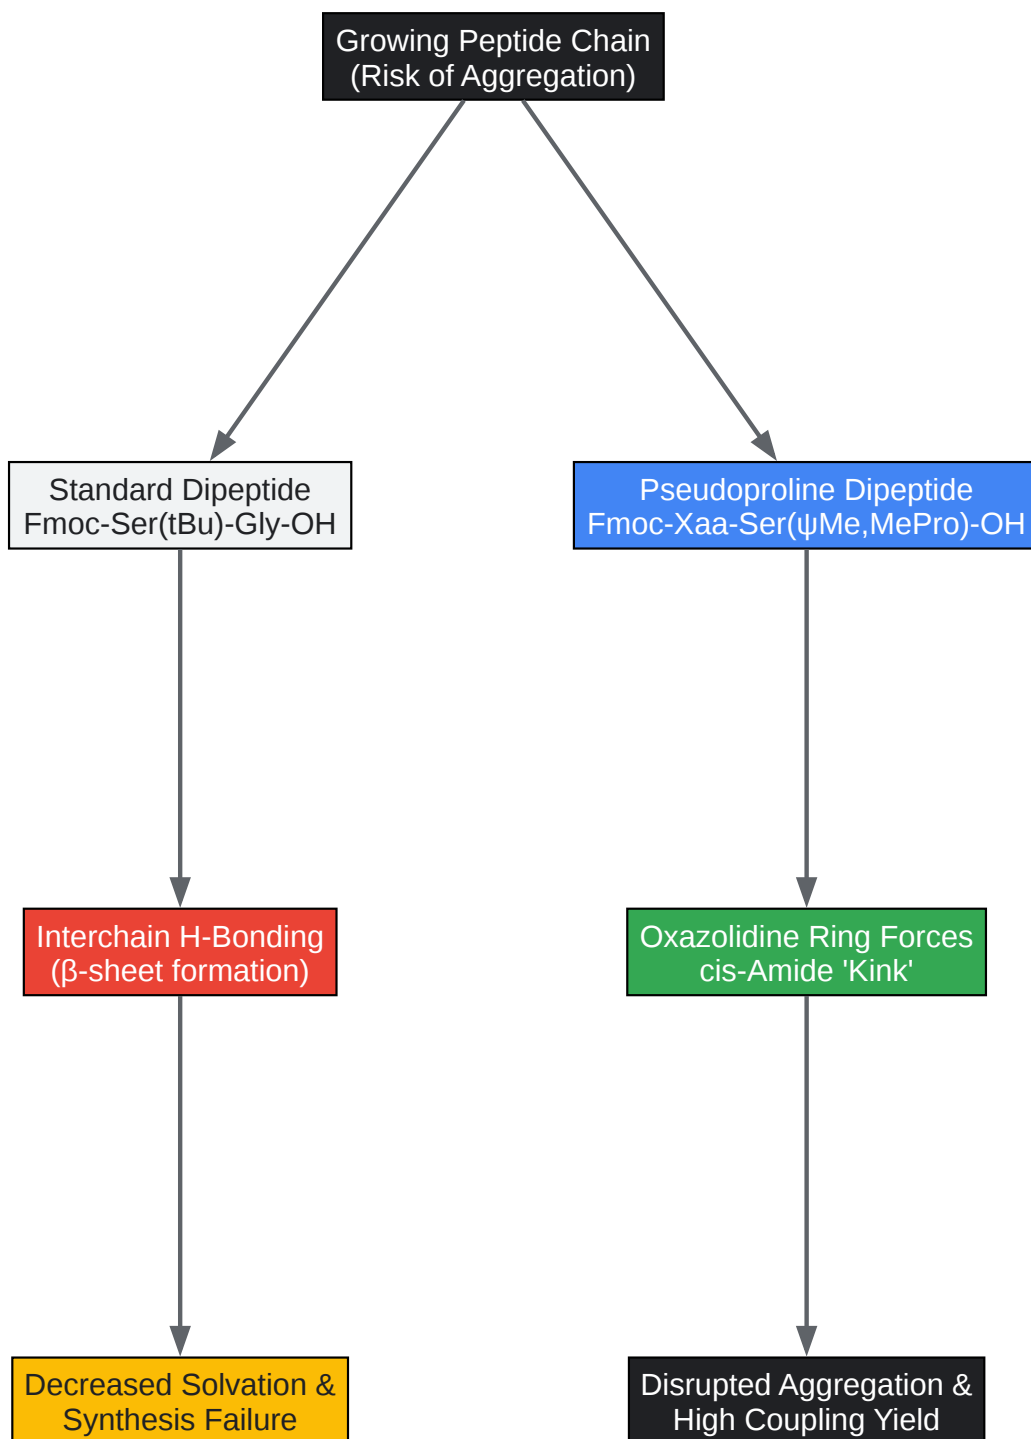 Growing Peptide Chain
(Risk of Aggregation)
Standard Dipeptide
Fmoc-Ser(tBu)-Gly-OH
Pseudoproline Dipeptide
Fmoc-Xaa-Ser(ψMe,MePro)-OH
Interchain H-Bonding
(β-sheet formation)
Oxazolidine Ring Forces
cis-Amide 'Kink'
Decreased Solvation &
Synthesis Failure
Disrupted Aggregation &
High Coupling Yield